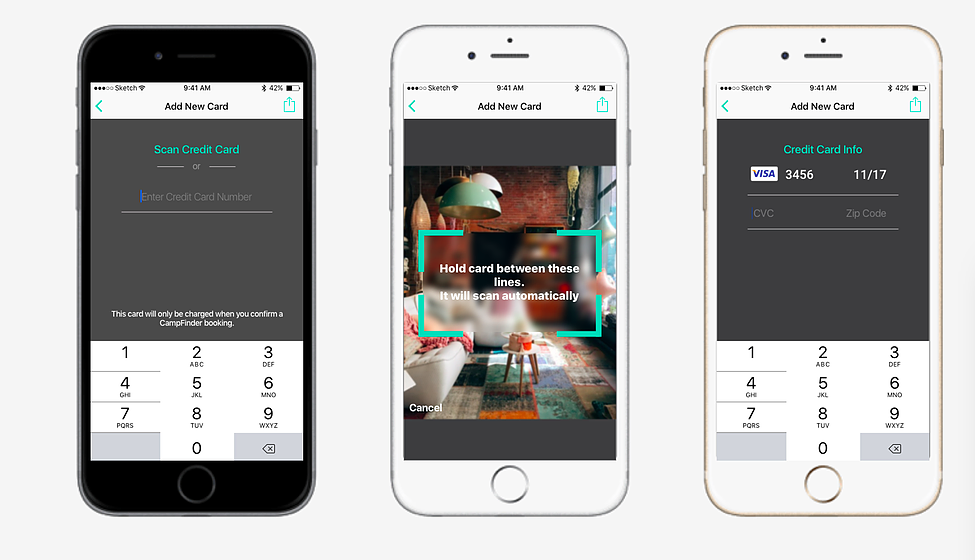 ●●●○○ Sketch 9:41 AM 42%
Add New Card
Scan Credit Card
or
Enter Credit Card Number
This card will only be charged when you confirm a
CampFinder booking.
1 2 3
ABC DEF
4 5 6
GHI JKL MNO
7 8 9
PQRS TUV WXYZ
0
●●●○○ Sketch 9:41 AM 42%
Add New Card
Hold card between these
lines.
It will scan automatically
Cancel
●●●○○ Sketch 9:41 AM 42%
Add New Card
Credit Card Info
VISA 3456 11/17
CVC Zip Code
1 2 3
ABC DEF
4 5 6
GHI JKL MNO
7 8 9
PQRS TUV WXYZ
0